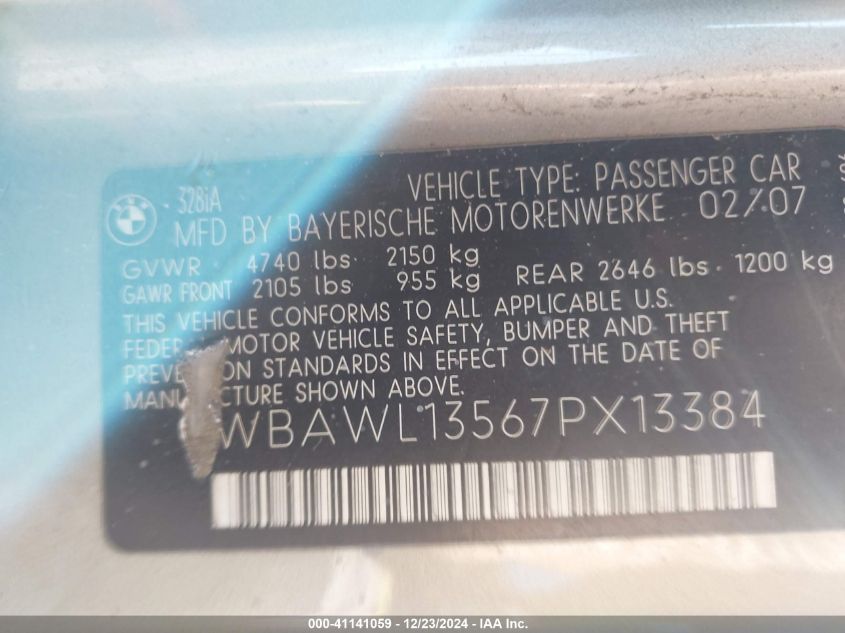 BMW
328iA
VEHICLE TYPE: PASSENGER CAR
MFD BY BAYERISCHE MOTORENWERKE 02/07
GVWR 4740 lbs 2150 kg
GAWR FRONT 2105 lbs 955 kg REAR 2646 lbs 1200 kg
THIS VEHICLE CONFORMS TO ALL APPLICABLE U.S.
MOTOR VEHICLE SAFETY, BUMPER AND THEFT
STANDARDS IN EFFECT ON THE DATE OF
SHOWN ABOVE.
WBAWL13567PX13384
000-41141059 - 12/23/2024 - IAA Inc.